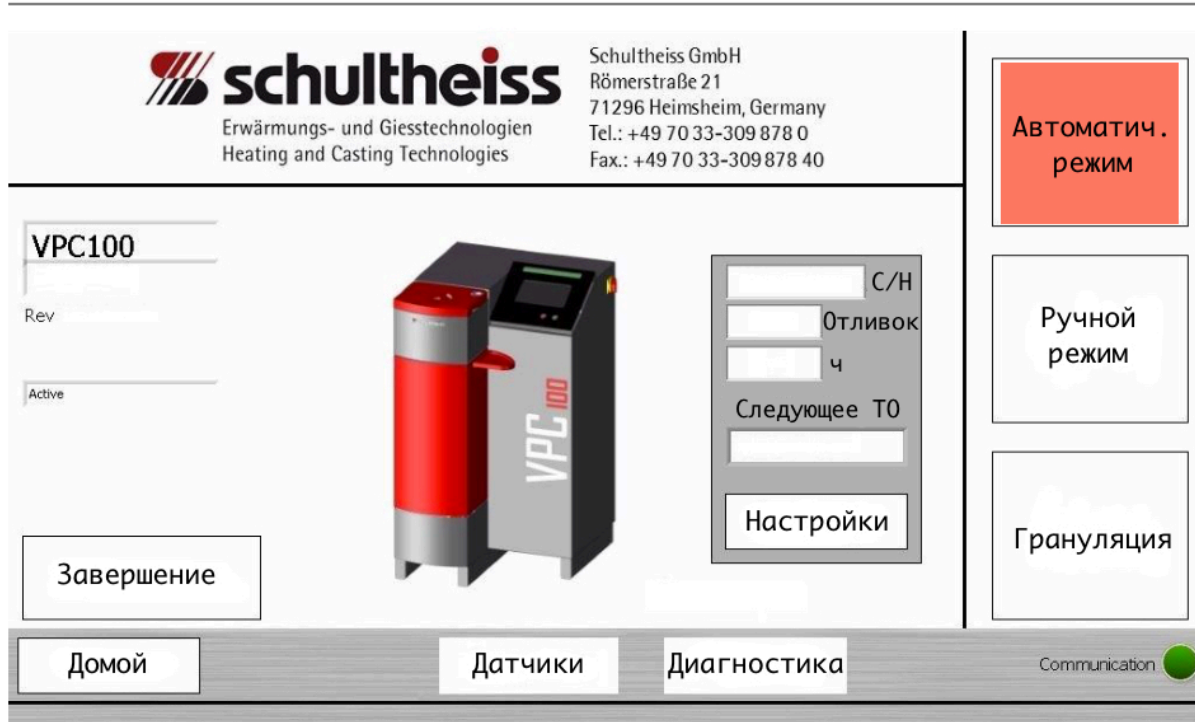 schultheiss
Erwärmungs- und Giesstechnologien
Heating and Casting Technologies
Schultheiss GmbH
Römerstraße 21
71296 Heimsheim, Germany
Tel.: +49 70 33-309 878 0
Fax.: +49 70 33-309 878 40
Автоматич.
режим
VPC100
Rev
Active
VPC 100
С/Н
Отливок
ч
Следующее ТО
Настройки
Ручной
режим
Грануляция
Завершение
Домой
Датчики
Диагностика
Communication